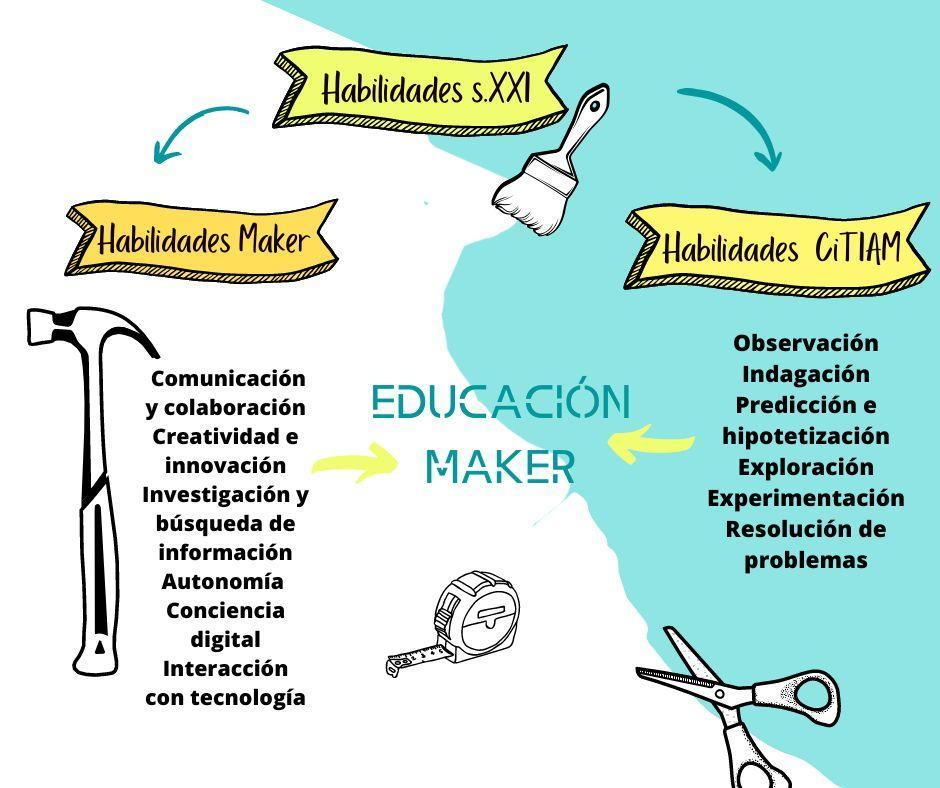 Habilidades s.XXI
Habilidades Maker
Habilidades CiTIAM
Comunicación
y colaboración
Creatividad e
innovación
Investigación y
búsqueda de
información
Autonomía
Conciencia
digital
Interacción
con tecnología
EDUCACIÓN
MAKER
Observación
Indagación
Predicción e
hipotetización
Exploración
Experimentación
Resolución de
problemas